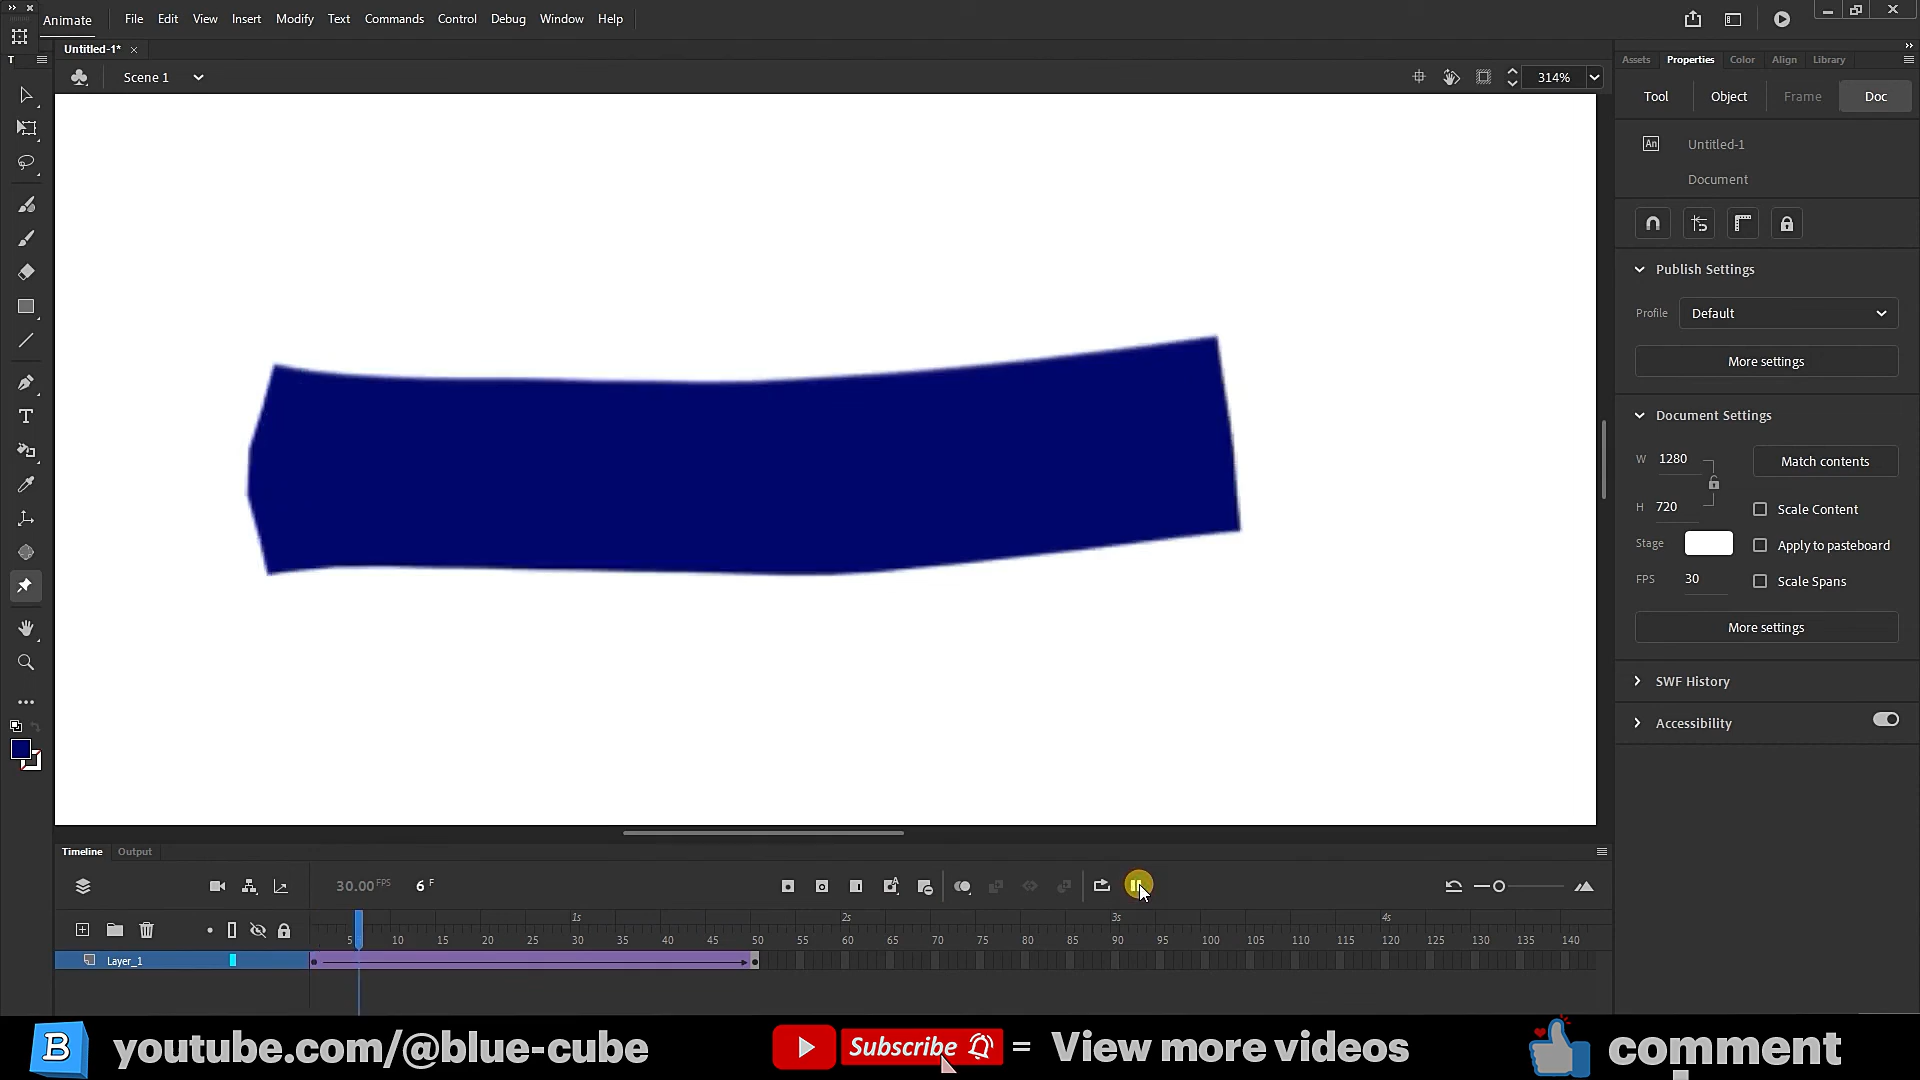 Animate File Edit View Insert Modify Text Commands Control Debug Window Help
T Untitled-1* ×
Scene 1 314%
Assets Properties Color Align Library
Tool Object Frame Doc
An Untitled-1
Document
Publish Settings
Profile Default
More settings
Document Settings
W 1280 Match contents
H 720 Scale Content
Stage Apply to pasteboard
FPS 30 Scale Spans
More settings
SWF History
Accessibility
T
Timeline Output
30.00 FPS 6 F
1s 2s 3s 4s
5 10 15 20 25 30 35 40 45 50 55 60 65 70 75 80 85 90 95 100 105 110 115 120 125 130 135 140
Layer_1
B youtube.com/@blue-cube Subscribe = View more videos comment